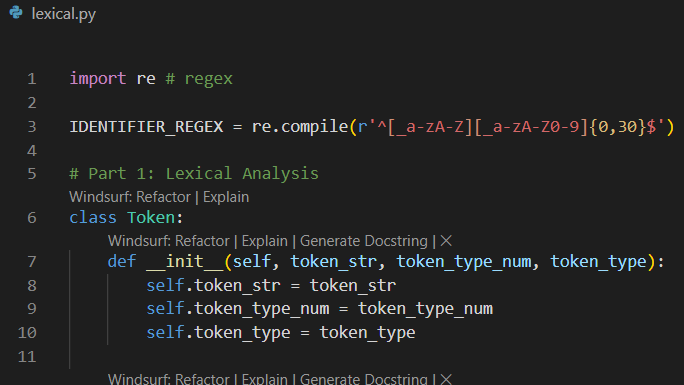 lexical.py
1 import re # regex
2
3 IDENTIFIER_REGEX = re.compile(r'^[_a-zA-Z][_a-zA-Z0-9]{0,30}$')
4
5 # Part 1: Lexical Analysis
Windsurf: Refactor | Explain
6 class Token:
Windsurf: Refactor | Explain | Generate Docstring | ×
7 def __init__(self, token_str, token_type_num, token_type):
8 self.token_str = token_str
9 self.token_type_num = token_type_num
10 self.token_type = token_type
11
Windsurf: Refactor | Explain | Generate Docstring | ×